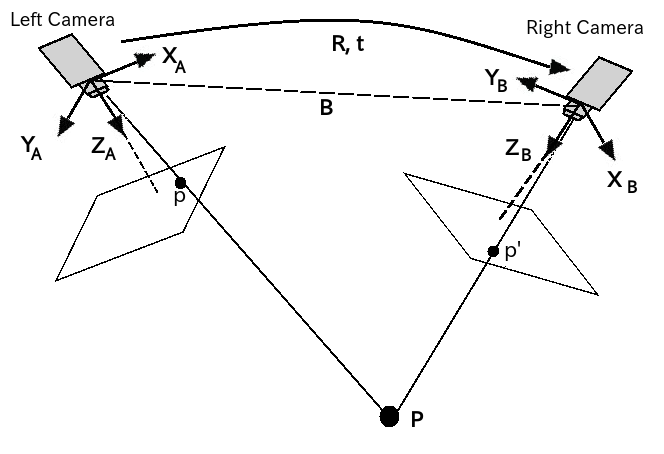 Left Camera
Right Camera
R, t
X_A
Y_B
B
Y_A
Z_A
Z_B
X_B
p
p'
P